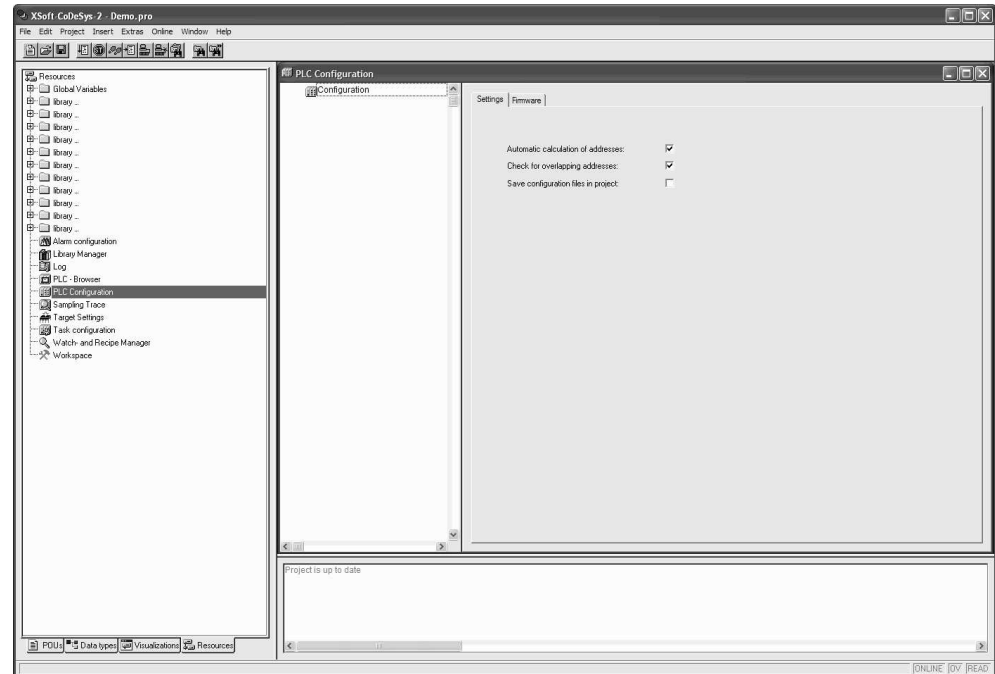 XSoft-CoDeSys-2 - Demo.pro
File Edit Project Insert Extras Online Window Help
Resources
Global Variables
library ..
library ..
library ..
library ..
library ..
library ..
library ..
library ..
library ..
library ..
library ..
Alarm configuration
Library Manager
Log
PLC - Browser
PLC Configuration
Sampling Trace
Target Settings
Task configuration
Watch- and Recipe Manager
Workspace
POUs Data types Visualizations Resources
PLC Configuration
Configuration
Settings Firmware
Automatic calculation of addresses:
Check for overlapping addresses:
Save configuration files in project:
Project is up to date
ONLINE OV READ